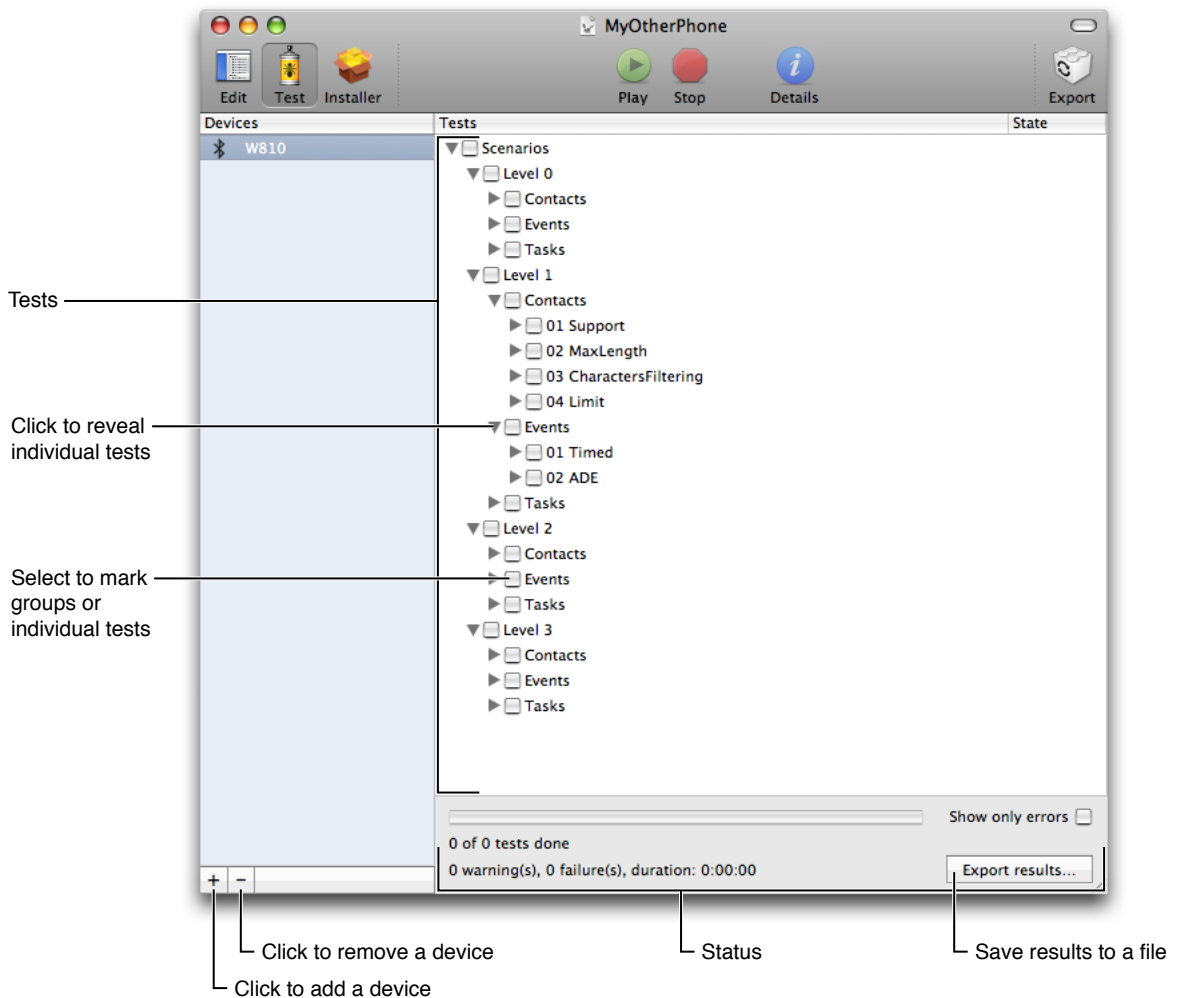 MyOtherPhone
Edit Test Installer Play Stop Details Export
Devices Tests State
W810
Scenarios
Level 0
Contacts
Events
Tasks
Level 1
Contacts
01 Support
02 MaxLength
03 CharactersFiltering
04 Limit
Events
01 Timed
02 ADE
Tasks
Level 2
Contacts
Events
Tasks
Level 3
Contacts
Events
Tasks
Show only errors
0 of 0 tests done
0 warning(s), 0 failure(s), duration: 0:00:00
Export results...
+ −
Tests
Click to reveal
individual tests
Select to mark
groups or
individual tests
Click to remove a device
Status
Save results to a file
Click to add a device